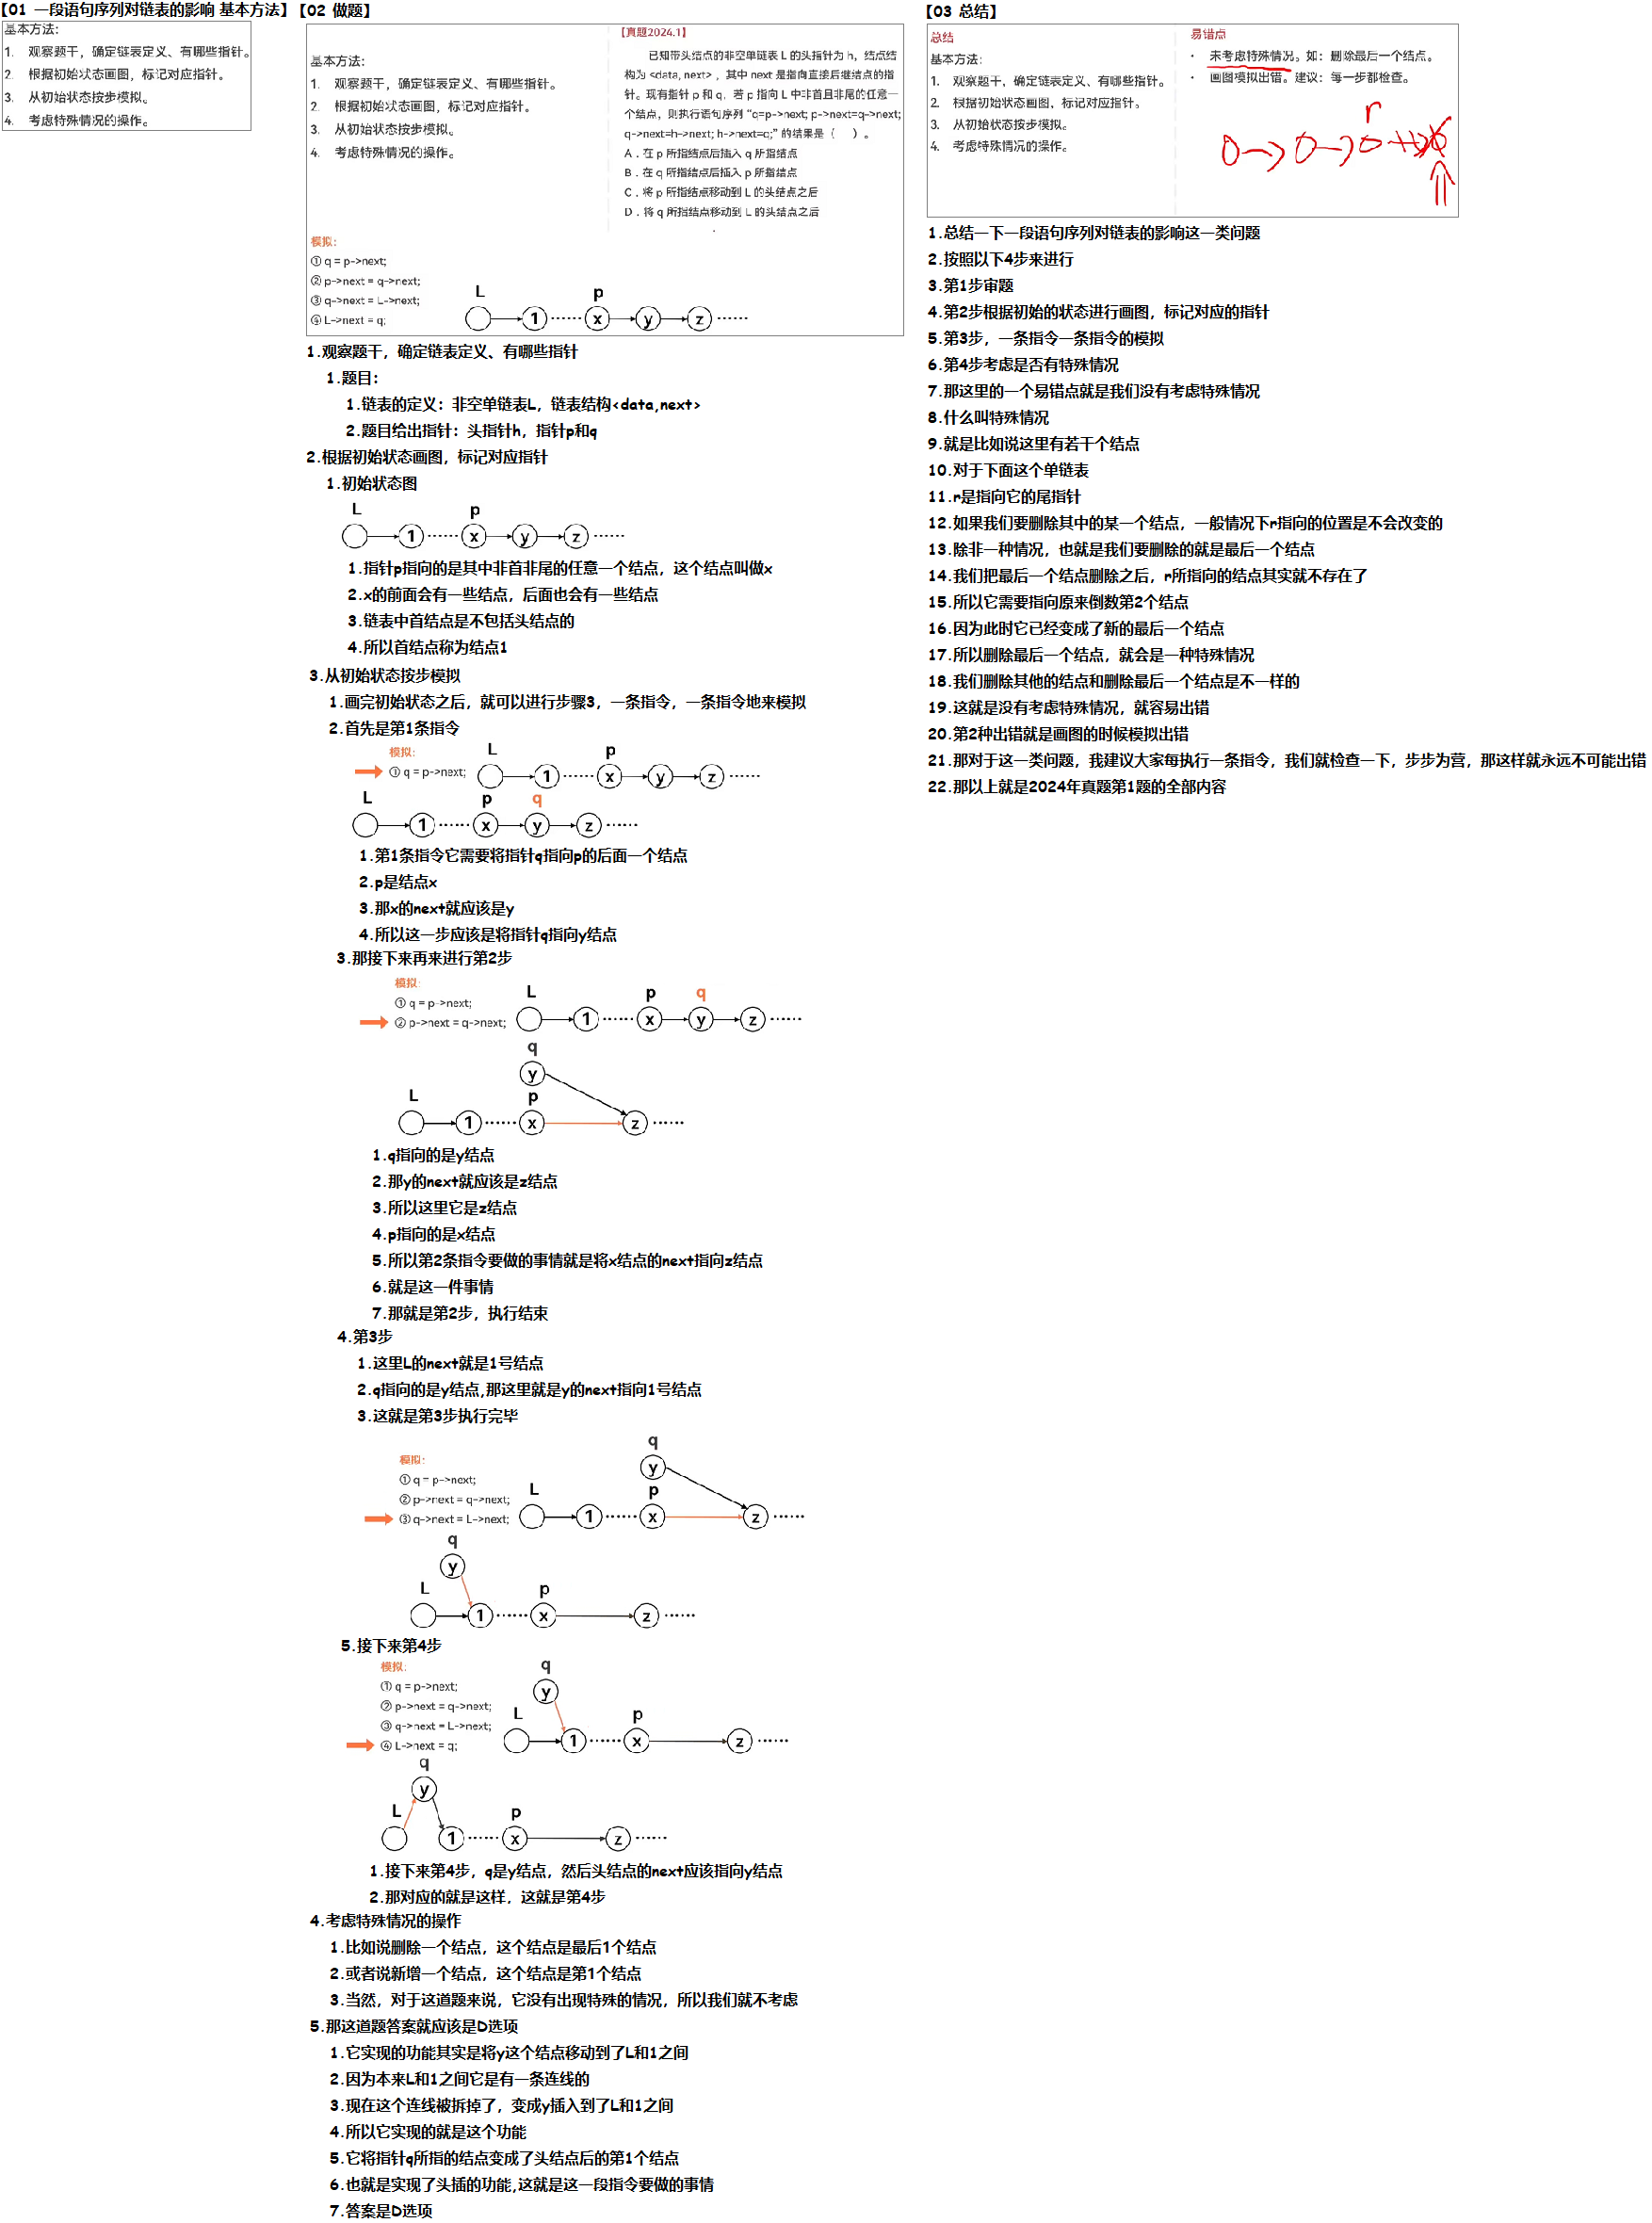 【01 一段语句序列对链表的影响 基本方法】
基本方法:
1. 观察题干，确定链表定义、有哪些指针。
2. 根据初始状态画图，标记对应指针。
3. 从初始状态按步模拟。
4. 考虑特殊情况的操作。
【02 做题】
基本方法:
1. 观察题干，确定链表定义、有哪些指针。
2. 根据初始状态画图，标记对应指针。
3. 从初始状态按步模拟。
4. 考虑特殊情况的操作。
【真题2024.1】
已知带头结点的非空单链表 L 的头指针为 h，结点结
构为 <data, next> ，其中 next 是指向直接后继结点的指
针。现有指针 p 和 q，若 p 指向 L 中非首且非尾的任意一
个结点，则执行语句序列 “q=p->next; p->next=q->next;
q->next=h->next; h->next=q;” 的结果是（ ）。
A．在 p 所指结点后插入 q 所指结点
B．在 q 所指结点后插入 p 所指结点
C．将 p 所指结点移动到 L 的头结点之后
D．将 q 所指结点移动到 L 的头结点之后
模拟:
① q = p->next;
② p->next = q->next;
③ q->next = L->next;
④ L->next = q;
L p
1 x y z
1.观察题干，确定链表定义、有哪些指针
1.题目：
1.链表的定义：非空单链表L，链表结构<data,next>
2.题目给出指针：头指针h，指针p和q
2.根据初始状态画图，标记对应指针
1.初始状态图
L p
1 x y z
1.指针p指向的是其中非首非尾的任意一个结点，这个结点叫做x
2.x的前面会有一些结点，后面也会有一些结点
3.链表中首结点是不包括头结点的
4.所以首结点称为结点1
3.从初始状态按步模拟
1.画完初始状态之后，就可以进行步骤3，一条指令，一条指令地来模拟
2.首先是第1条指令
模拟:
① q = p->next;
L p
1 x y z
L p q
1 x y z
1.第1条指令它需要将指针q指向p的后面一个结点
2.p是结点x
3.那x的next就应该是y
4.所以这一步应该是将指针q指向y结点
3.那接下来再来进行第2步
模拟:
① q = p->next;
② p->next = q->next;
L p q
1 x y z
q
y
L p
1 x z
1.q指向的是y结点
2.那y的next就应该是z结点
3.所以这里它是z结点
4.p指向的是x结点
5.所以第2条指令要做的事情就是将x结点的next指向z结点
6.就是这一件事情
7.那就是第2步，执行结束
4.第3步
1.这里L的next就是1号结点
2.q指向的是y结点,那这里就是y的next指向1号结点
3.这就是第3步执行完毕
模拟:
① q = p->next;
② p->next = q->next;
③ q->next = L->next;
q
y
L p
1 x z
q
y
L p
1 x z
5.接下来第4步
模拟:
① q = p->next;
② p->next = q->next;
③ q->next = L->next;
④ L->next = q;
q
y
L p
1 x z
q
y
L p
1 x z
1.接下来第4步，q是y结点，然后头结点的next应该指向y结点
2.那对应的就是这样，这就是第4步
4.考虑特殊情况的操作
1.比如说删除一个结点，这个结点是最后1个结点
2.或者说新增一个结点，这个结点是第1个结点
3.当然，对于这道题来说，它没有出现特殊的情况，所以我们就不考虑
5.那这道题答案就应该是D选项
1.它实现的功能其实是将y这个结点移动到了L和1之间
2.因为本来L和1之间它是有一条连线的
3.现在这个连线被拆掉了，变成y插入到了L和1之间
4.所以它实现的就是这个功能
5.它将指针q所指的结点变成了头结点后的第1个结点
6.也就是实现了头插的功能,这就是这一段指令要做的事情
7.答案是D选项
【03 总结】
总结
基本方法:
1. 观察题干，确定链表定义、有哪些指针。
2. 根据初始状态画图，标记对应指针。
3. 从初始状态按步模拟。
4. 考虑特殊情况的操作。
易错点
• 未考虑特殊情况。如：删除最后一个结点。
• 画图模拟出错。建议：每一步都检查。
r
1.总结一下一段语句序列对链表的影响这一类问题
2.按照以下4步来进行
3.第1步审题
4.第2步根据初始的状态进行画图，标记对应的指针
5.第3步，一条指令一条指令的模拟
6.第4步考虑是否有特殊情况
7.那这里的一个易错点就是我们没有考虑特殊情况
8.什么叫特殊情况
9.就是比如说这里有若干个结点
10.对于下面这个单链表
11.r是指向它的尾指针
12.如果我们要删除其中的某一个结点，一般情况下r指向的位置是不会改变的
13.除非一种情况，也就是我们要删除的就是最后一个结点
14.我们把最后一个结点删除之后，r所指向的结点其实就不存在了
15.所以它需要指向原来倒数第2个结点
16.因为此时它已经变成了新的最后一个结点
17.所以删除最后一个结点，就会是一种特殊情况
18.我们删除其他的结点和删除最后一个结点是不一样的
19.这就是没有考虑特殊情况，就容易出错
20.第2种出错就是画图的时候模拟出错
21.那对于这一类问题，我建议大家每执行一条指令，我们就检查一下，步步为营，那这样就永远不可能出错
22.那以上就是2024年真题第1题的全部内容